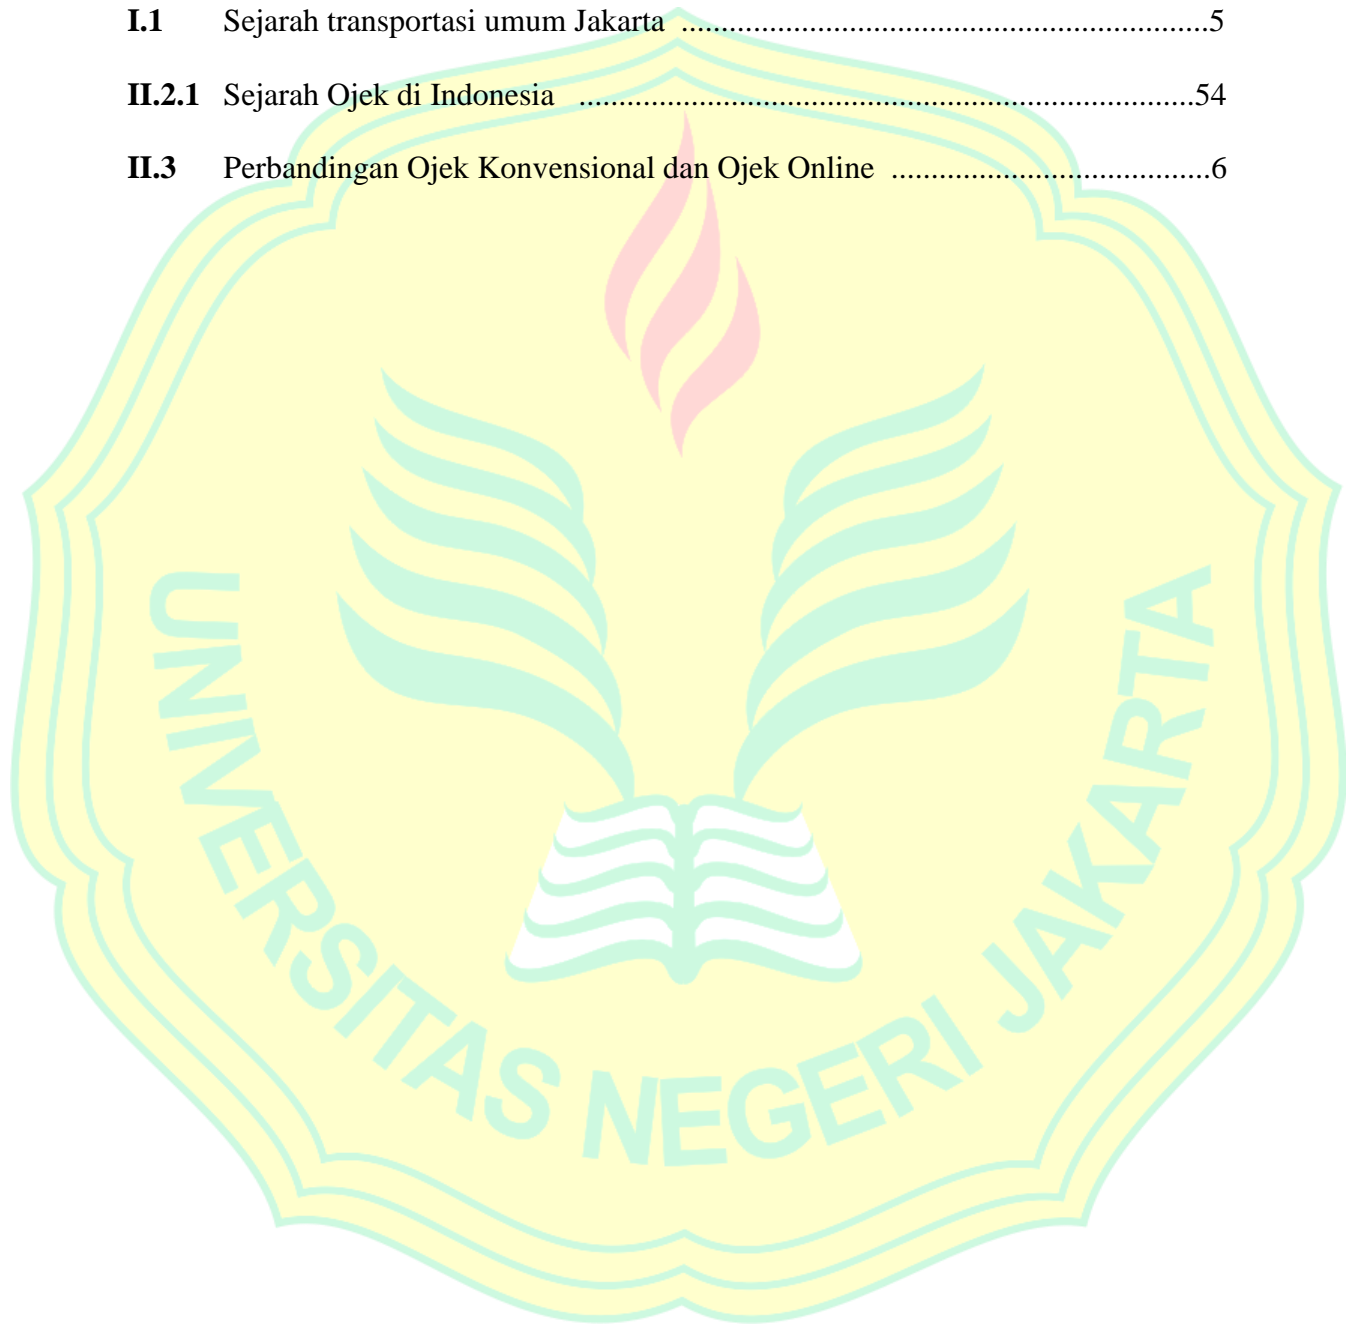 I.1 Sejarah transportasi umum Jakarta ...................................................................5
II.2.1 Sejarah Ojek di Indonesia ..............................................................................54
II.3 Perbandingan Ojek Konvensional dan Ojek Online ........................................6
UNIVERSITAS NEGERI JAKARTA